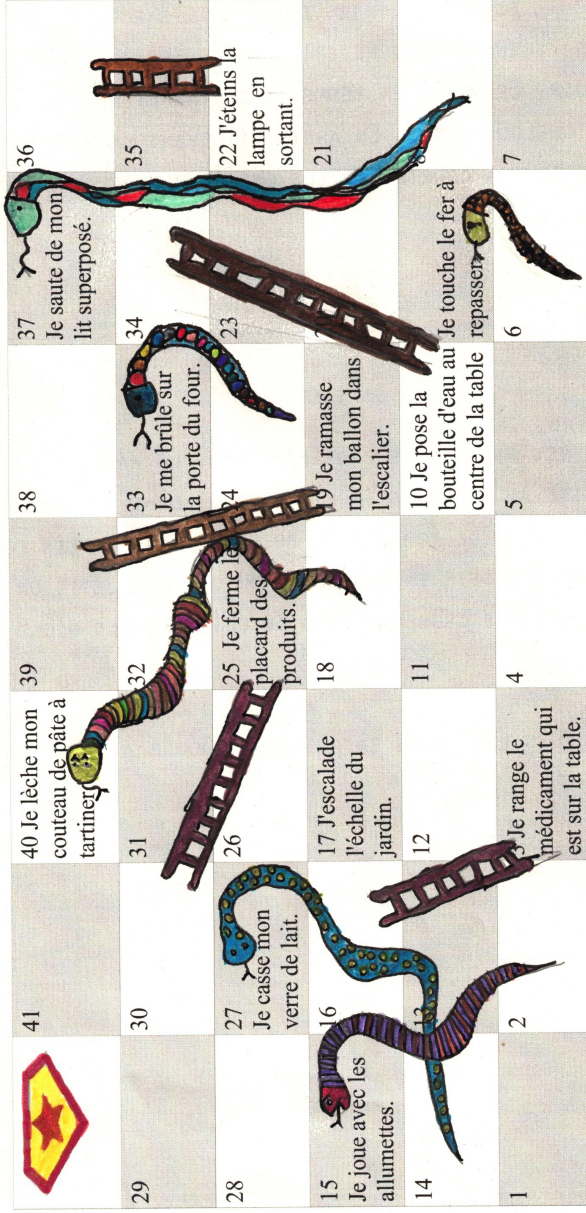 41
40 Je lèche mon
couteau de pâte à
tartiner.
39
38
37
Je saute de mon
lit superposé.
36
29
30
31
32
33
Je me brûle sur
la porte du four.
34
35
28
27
Je casse mon
verre de lait.
26
25 Je ferme le
placard des
produits.
24
23
22 J'éteins la
lampe en
sortant.
15
Je joue avec les
allumettes.
16
17 J'escalade
l'échelle du
jardin.
18
19 Je ramasse
mon ballon dans
l'escalier.
21
14
13
12
11
10 Je pose la
bouteille d'eau au
centre de la table
Je touche le fer à
repasser
1
2
3 Je range le
médicament qui
est sur la table.
4
5
6
7